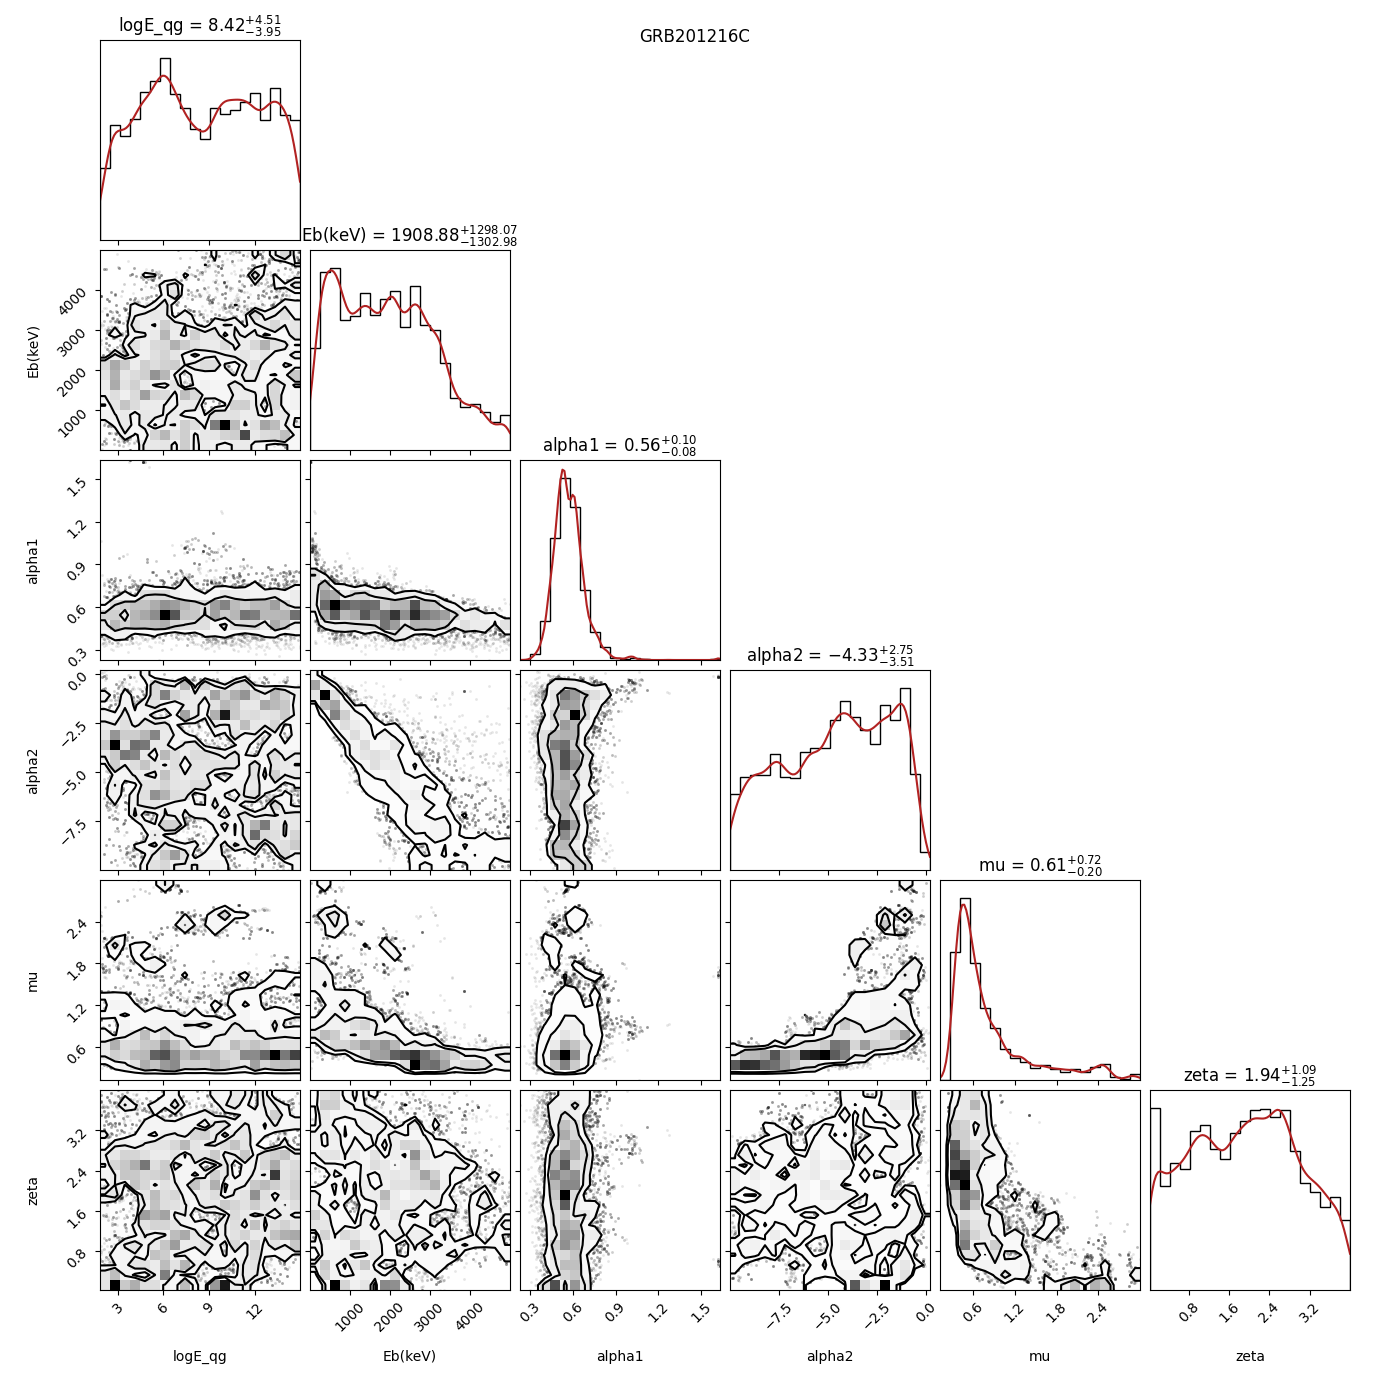 logE_qg = 8.42+4.51−3.95
GRB201216C
Eb(keV) = 1908.88+1298.07−1302.98
4000
3000
2000
1000
Eb(keV)
alpha1 = 0.56+0.10−0.08
1.5
1.2
0.9
0.6
0.3
alpha1
alpha2 = −4.33+2.75−3.51
0.0
−2.5
−5.0
−7.5
alpha2
mu = 0.61+0.72−0.20
2.4
1.8
1.2
0.6
mu
zeta = 1.94+1.09−1.25
3.2
2.4
1.6
0.8
zeta
3 6 9 12
1000 2000 3000 4000
0.3 0.6 0.9 1.2 1.5
−7.5 −5.0 −2.5 0.0
0.6 1.2 1.8 2.4
0.8 1.6 2.4 3.2
logE_qg Eb(keV) alpha1 alpha2 mu zeta